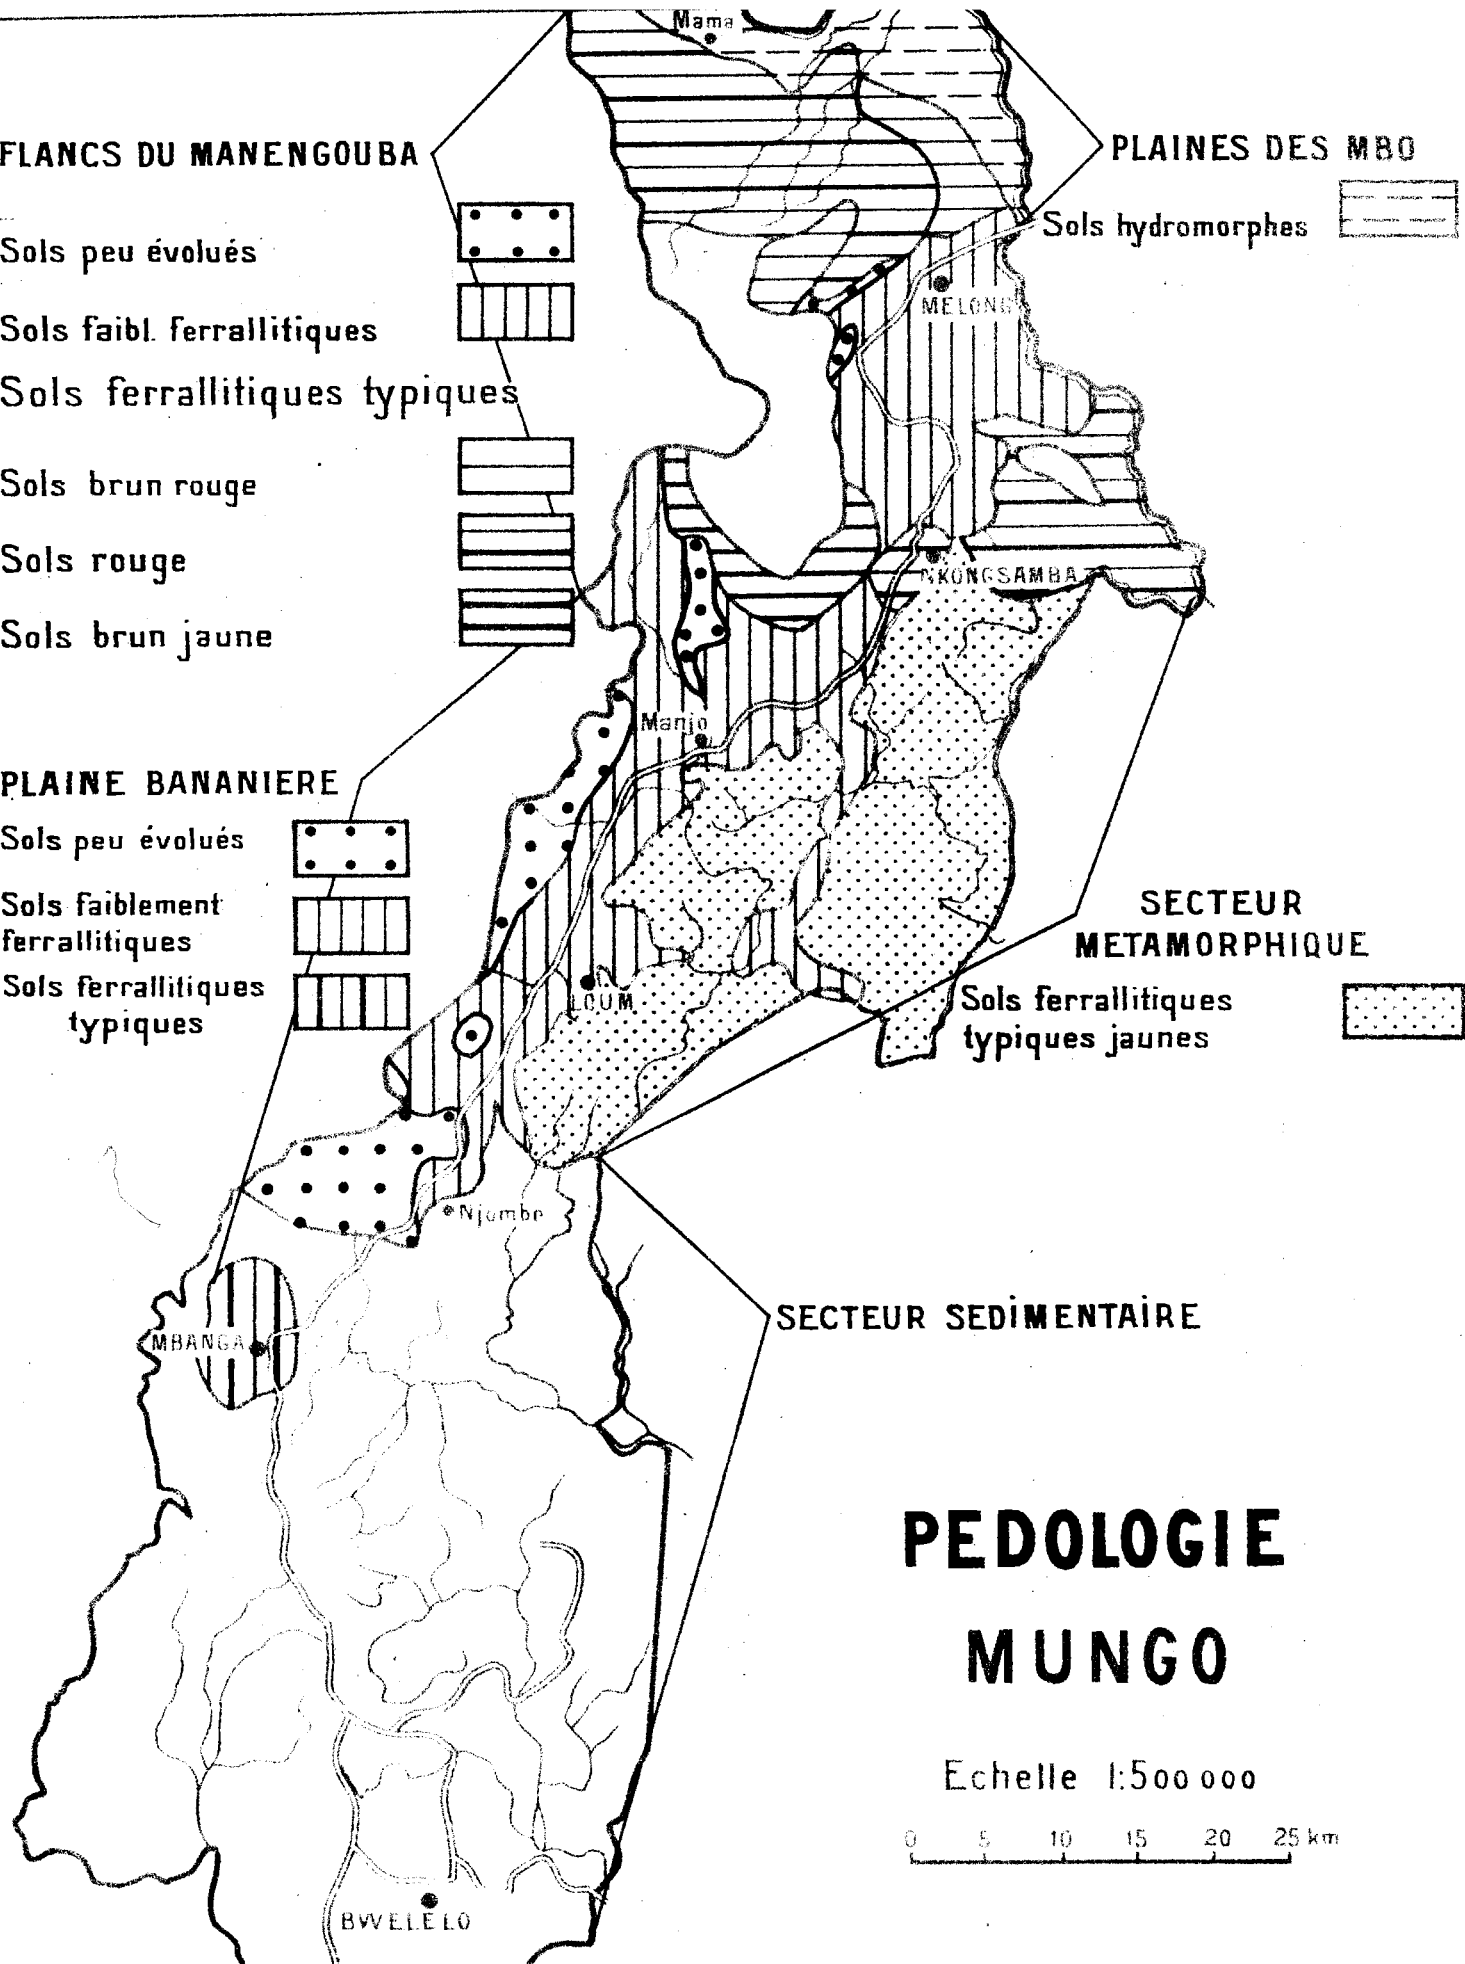 Mama
FLANCS DU MANENGOUBA
Sols peu évolués
Sols faibl. ferrallitiques
Sols ferrallitiques typiques
Sols brun rouge
Sols rouge
Sols brun jaune
PLAINES DES MBO
Sols hydromorphes
MELONG
NKONGSAMBA
Manjo
PLAINE BANANIERE
Sols peu évolués
Sols faiblement
ferrallitiques
Sols ferrallitiques
typiques
LOUM
SECTEUR
METAMORPHIQUE
Sols ferrallitiques
typiques jaunes
Njombe
MBANGA
SECTEUR SEDIMENTAIRE
PEDOLOGIE
MUNGO
Echelle 1:500 000
0 5 10 15 20 25 km
BWELELO